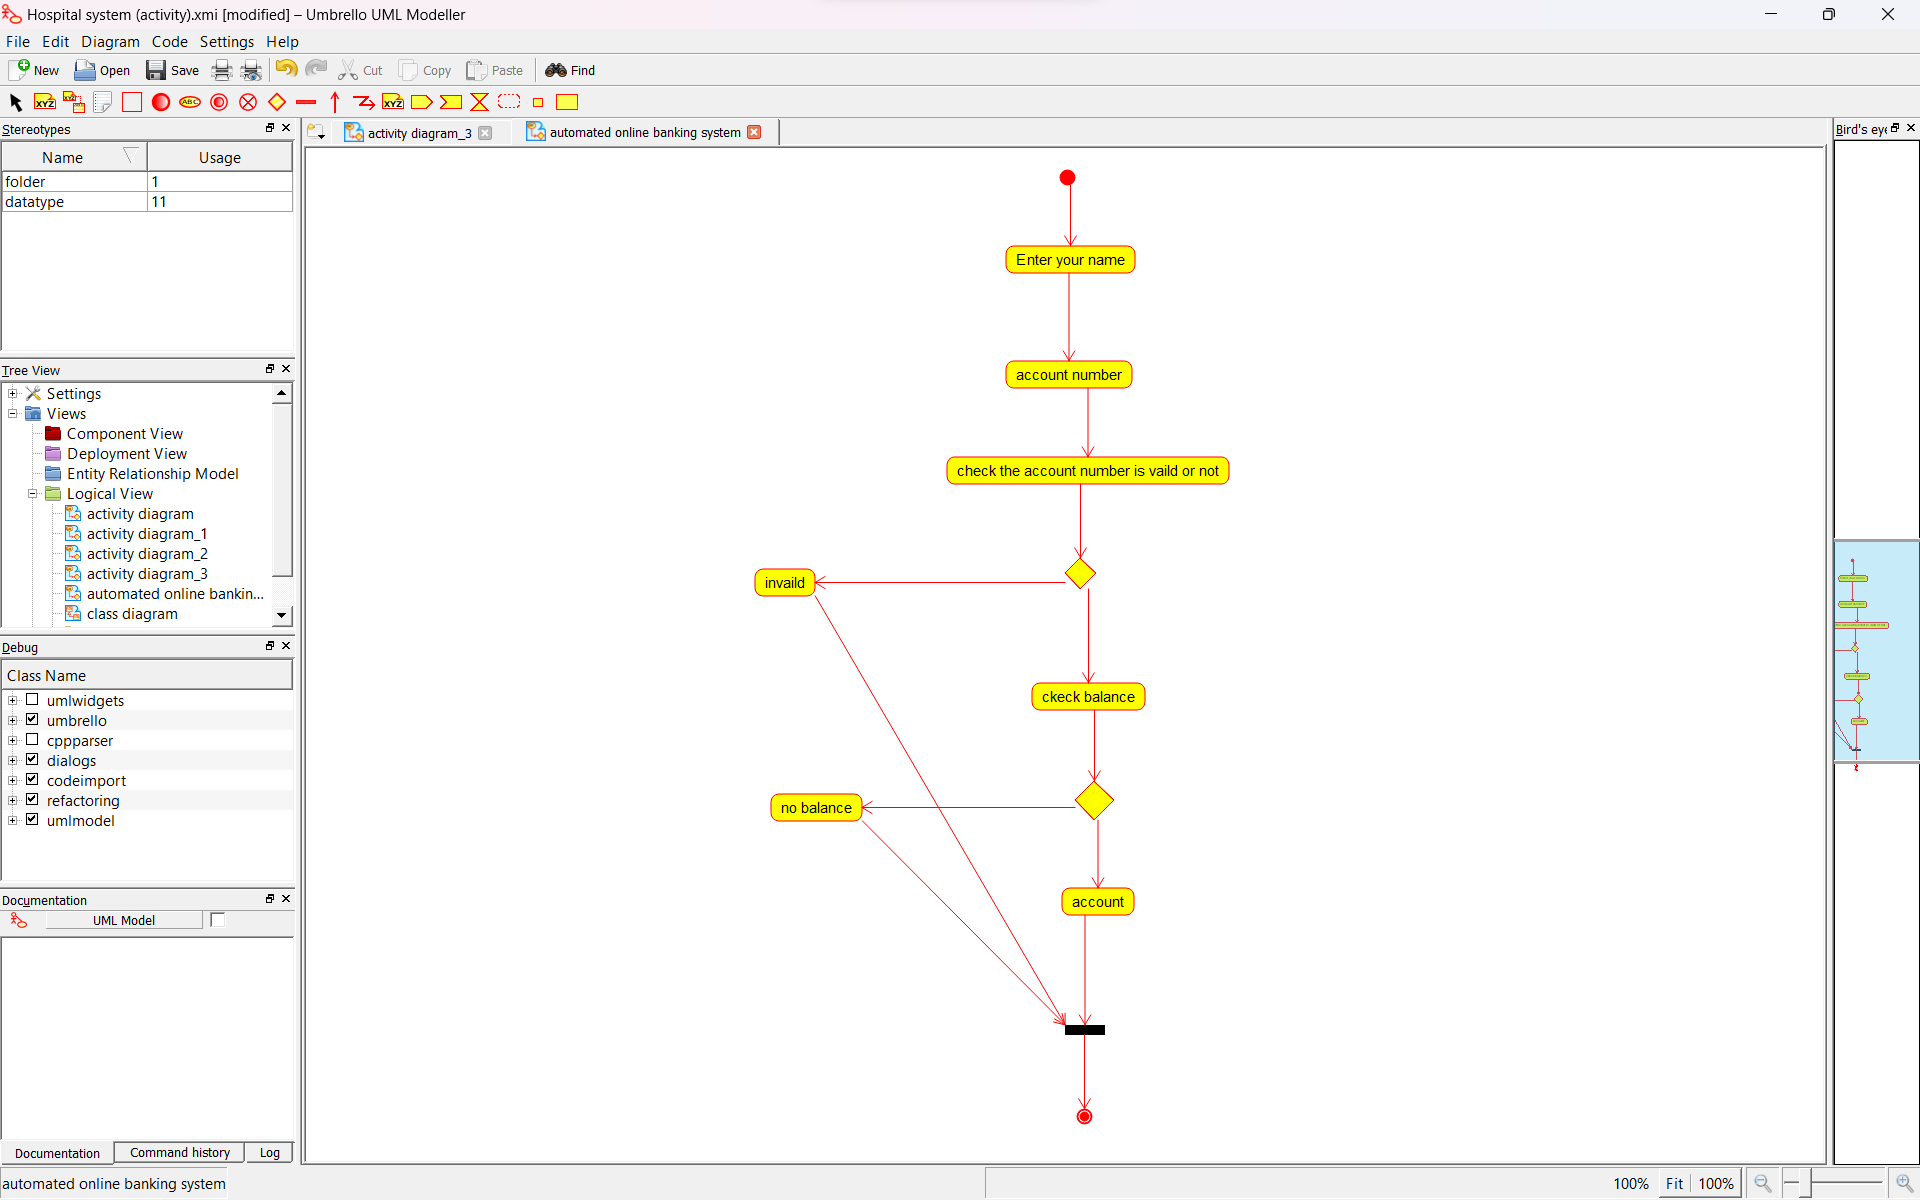 Hospital system (activity).xmi [modified] – Umbrello UML Modeller
File Edit Diagram Code Settings Help
New Open Save Cut Copy Paste Find
XYZ XYZ ABC XYZ
Stereotypes
Name Usage
folder 1
datatype 11
Tree View
Settings
Views
Component View
Deployment View
Entity Relationship Model
Logical View
activity diagram
activity diagram_1
activity diagram_2
activity diagram_3
automated online bankin...
class diagram
Debug
Class Name
umlwidgets
umbrello
cppparser
dialogs
codeimport
refactoring
umlmodel
Documentation
UML Model
Documentation Command history Log
activity diagram_3 automated online banking system
Enter your name
account number
check the account number is vaild or not
invaild
ckeck balance
no balance
account
Bird's eye
automated online banking system
100% Fit 100%